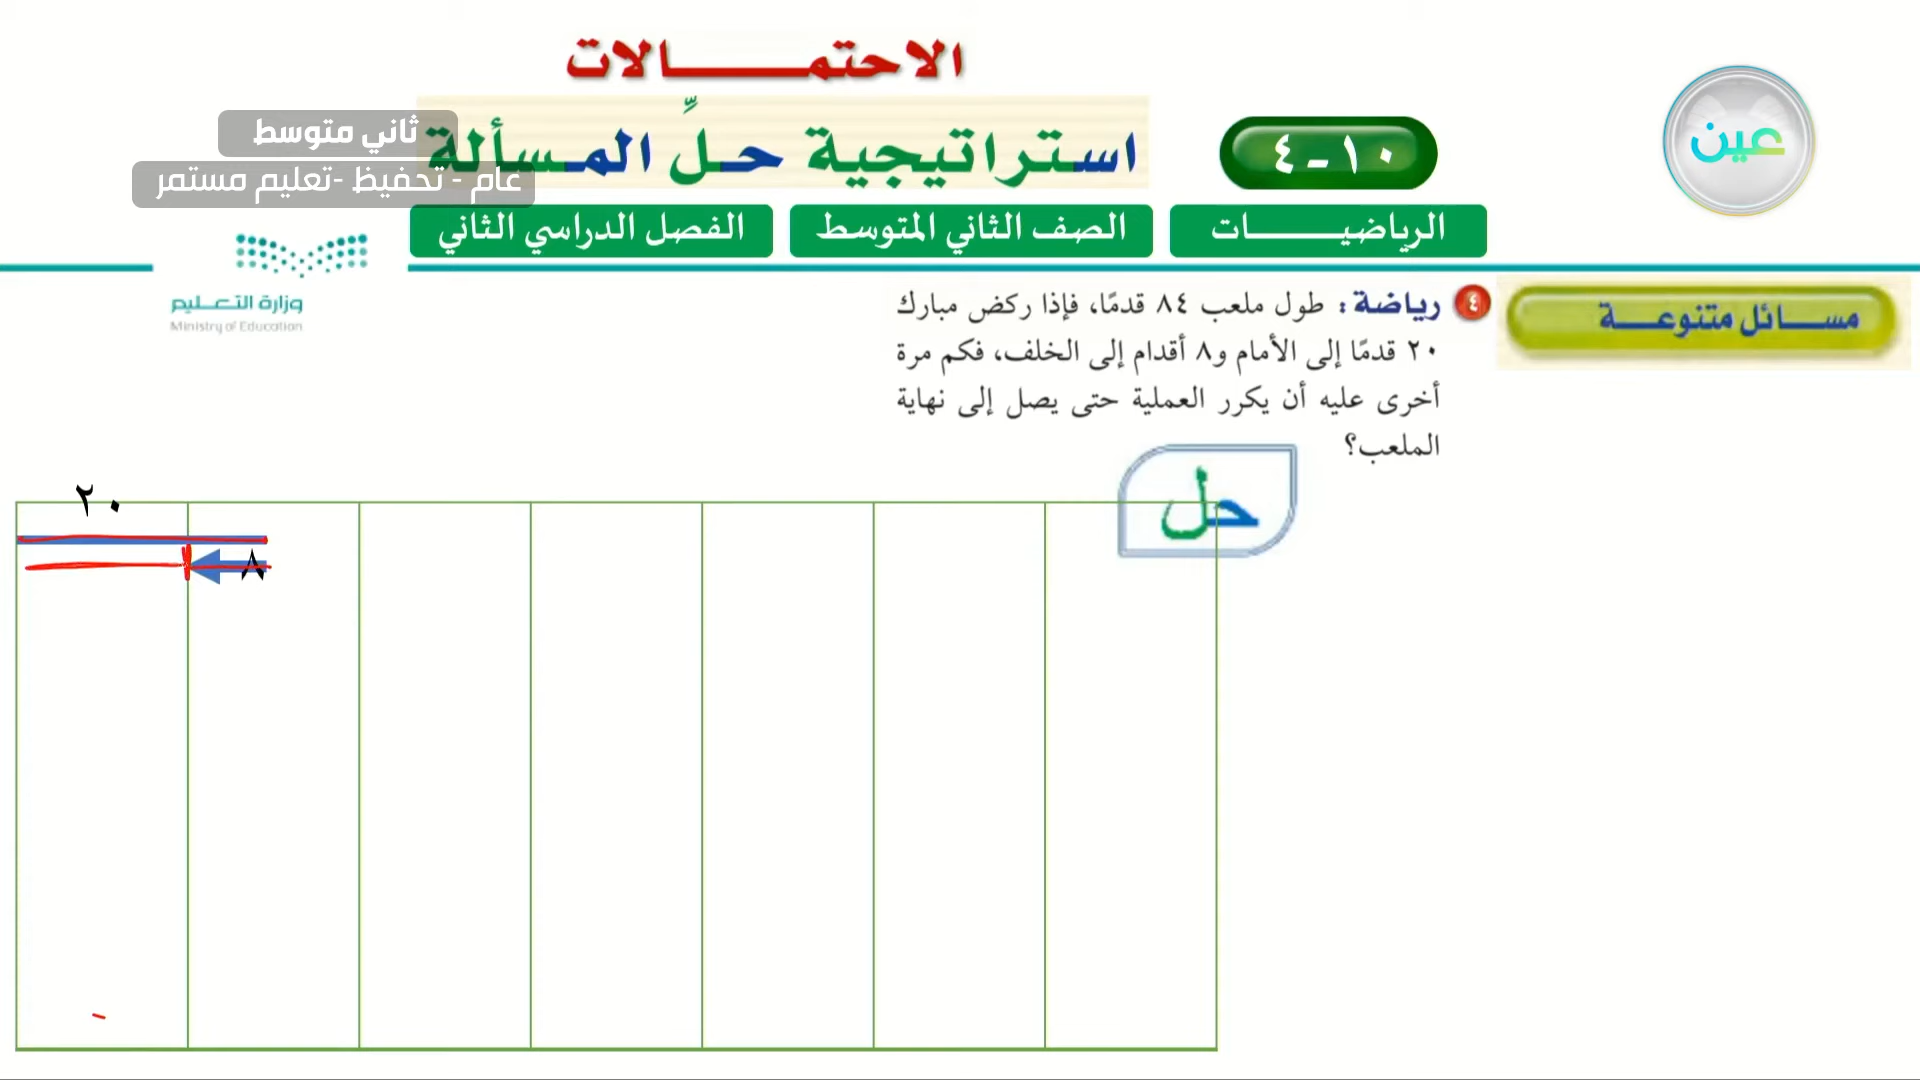 الاحتمـــــالات
ثاني متوسط
استراتيجية حلِّ المسألة
١٠-٤
عين
عام - تحفيظ -تعليم مستمر
الرياضيـــــات
الصف الثاني المتوسط
الفصل الدراسي الثاني
وزارة التعـــليم
Ministry of Education
مســـائل متنوعـــة
٤ رياضة: طول ملعب ٨٤ قدمًا، فإذا ركض مبارك
٢٠ قدمًا إلى الأمام و٨ أقدام إلى الخلف، فكم مرة
أخرى عليه أن يكرر العملية حتى يصل إلى نهاية
الملعب؟
حل
٢٠
٨